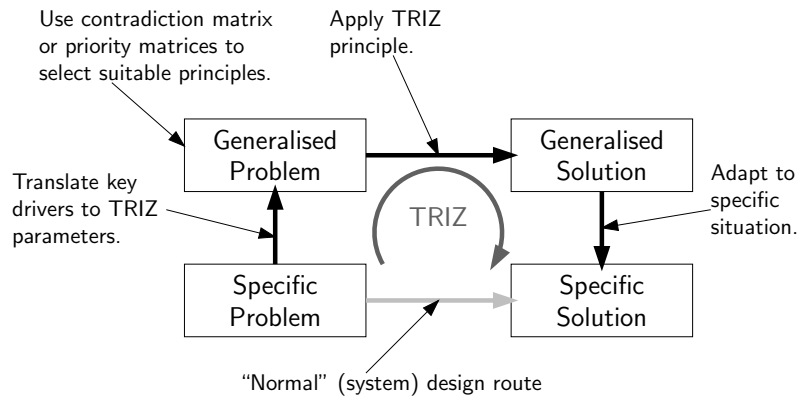 Use contradiction matrix
or priority matrices to
select suitable principles.
Apply TRIZ
principle.
Generalised
Problem
Generalised
Solution
Translate key
drivers to TRIZ
parameters.
TRIZ
Adapt to
specific
situation.
Specific
Problem
Specific
Solution
“Normal” (system) design route